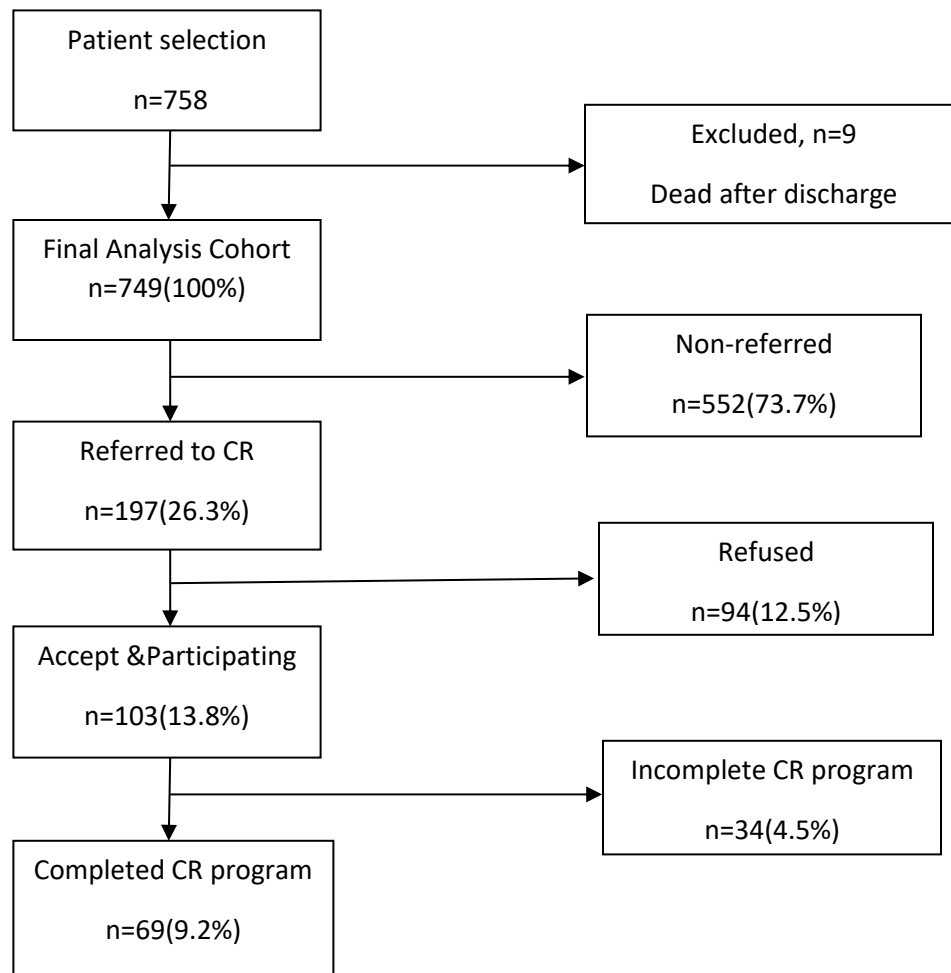 Patient selection
n=758
Excluded, n=9
Dead after discharge
Final Analysis Cohort
n=749(100%)
Non-referred
n=552(73.7%)
Referred to CR
n=197(26.3%)
Refused
n=94(12.5%)
Accept &Participating
n=103(13.8%)
Incomplete CR program
n=34(4.5%)
Completed CR program
n=69(9.2%)